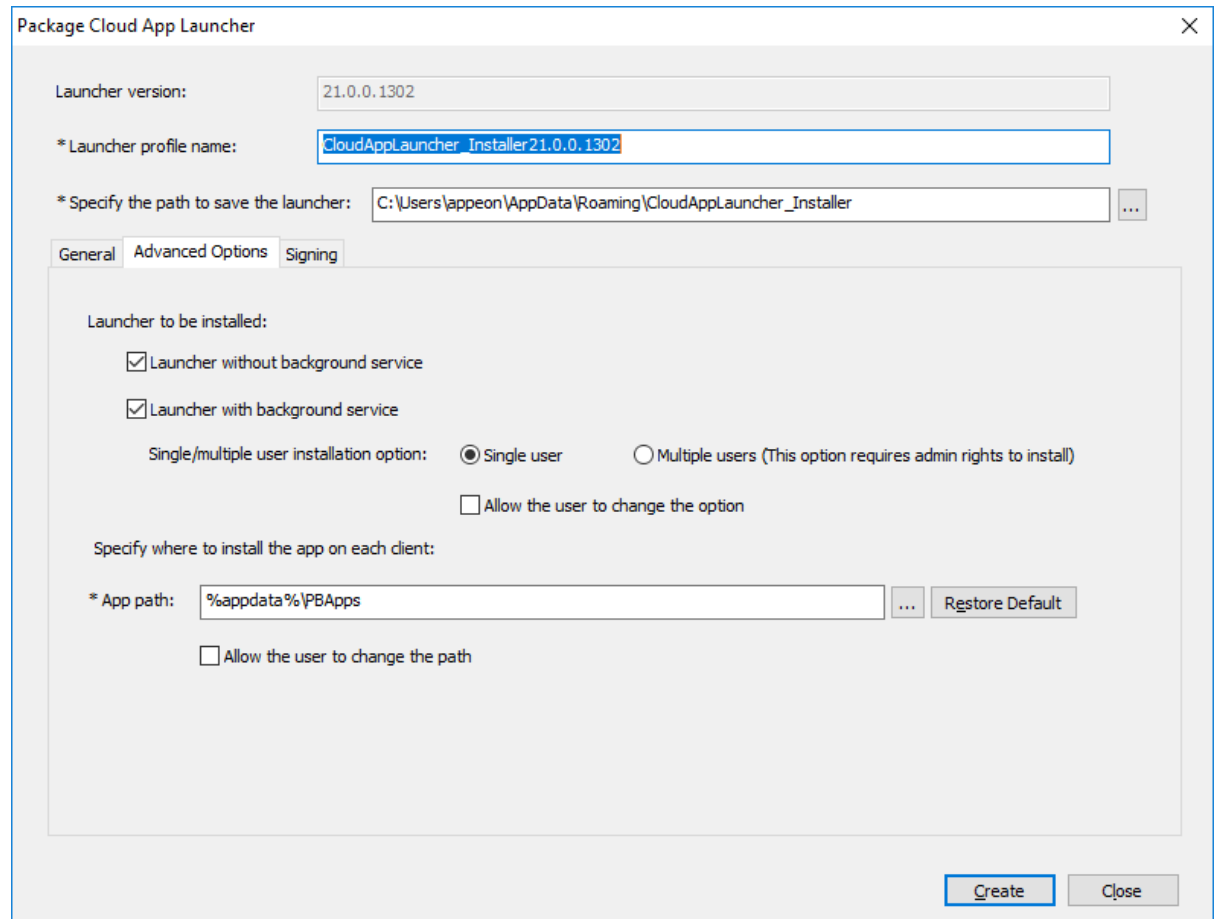 Package Cloud App Launcher
Launcher version: 21.0.0.1302
* Launcher profile name: CloudAppLauncher_Installer21.0.0.1302
* Specify the path to save the launcher: C:\Users\appeon\AppData\Roaming\CloudAppLauncher_Installer ...
General Advanced Options Signing
Launcher to be installed:
Launcher without background service
Launcher with background service
Single/multiple user installation option: Single user Multiple users (This option requires admin rights to install)
Allow the user to change the option
Specify where to install the app on each client:
* App path: %appdata%\PBApps ... Restore Default
Allow the user to change the path
Create Close